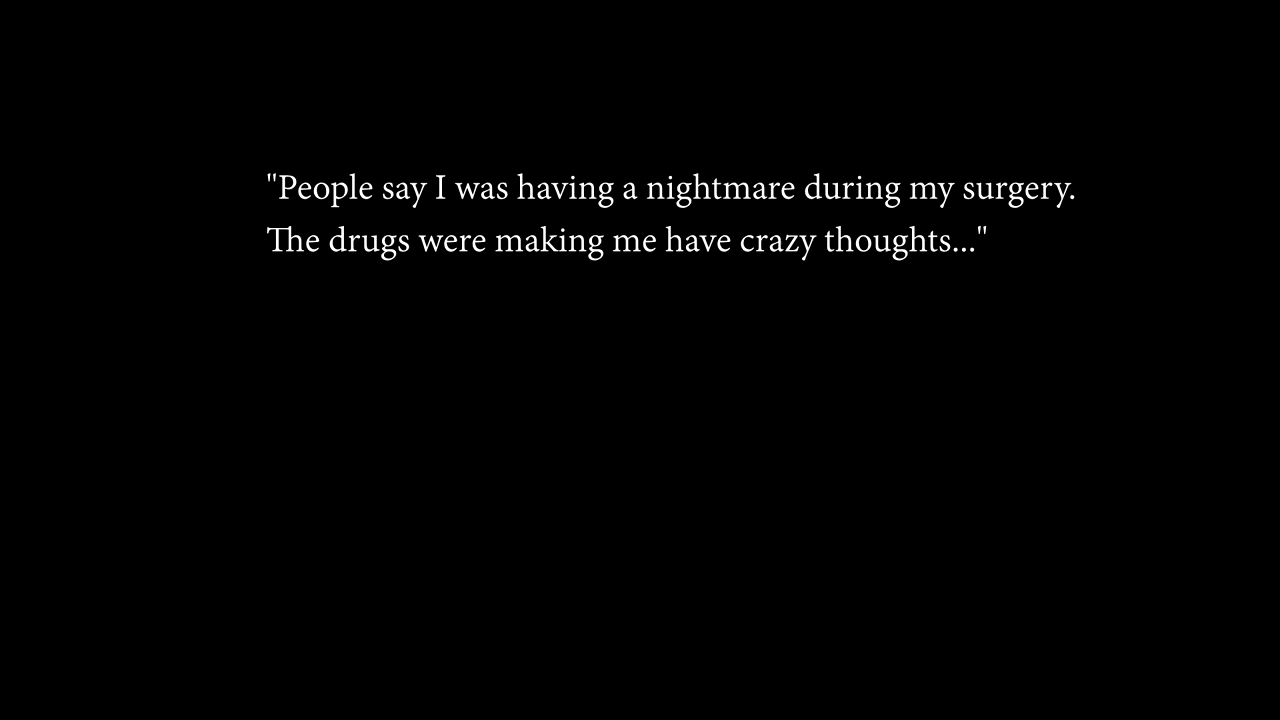 "People say I was having a nightmare during my surgery.
The drugs were making me have crazy thoughts..."